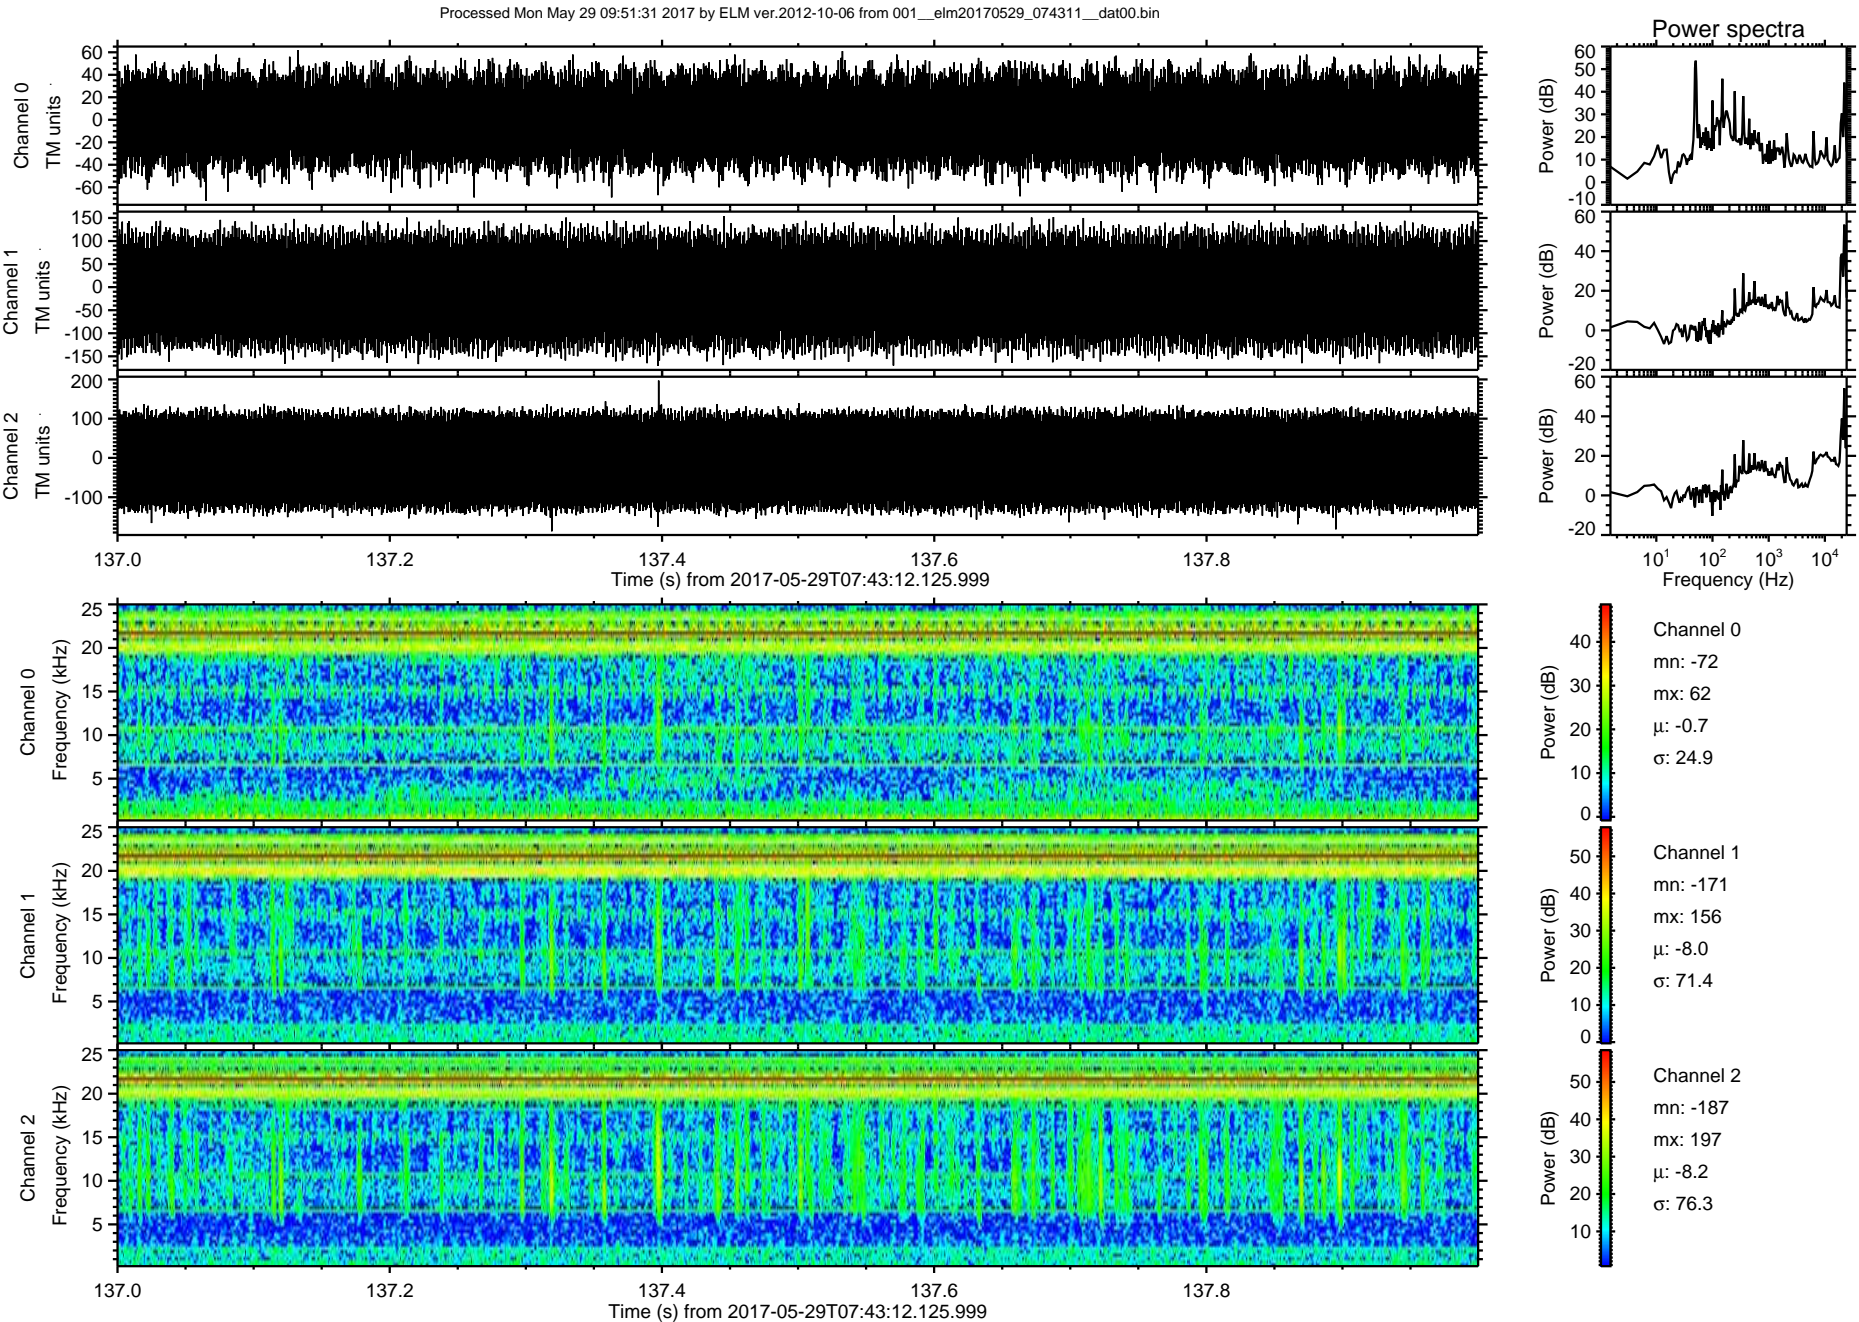 Processed Mon May 29 09:51:31 2017 by ELM ver.2012-10-06 from 001__elm20170529_074311__dat00.bin
Power spectra
Channel 0
TM units
60
40
20
0
-20
-40
-60
Power (dB)
60
50
40
30
20
10
0
-10
Channel 1
TM units
150
100
50
0
-50
-100
-150
Power (dB)
60
40
20
0
-20
Channel 2
TM units
200
100
0
-100
Power (dB)
60
40
20
0
-20
137.0 137.2 137.4 137.6 137.8
Time (s) from 2017-05-29T07:43:12.125.999
10^1 10^2 10^3 10^4
Frequency (Hz)
Channel 0
Frequency (kHz)
25
20
15
10
5
Power (dB)
40
30
20
10
0
Channel 0
mn: -72
mx: 62
μ: -0.7
σ: 24.9
Channel 1
Frequency (kHz)
25
20
15
10
5
Power (dB)
50
40
30
20
10
0
Channel 1
mn: -171
mx: 156
μ: -8.0
σ: 71.4
Channel 2
Frequency (kHz)
25
20
15
10
5
Power (dB)
50
40
30
20
10
Channel 2
mn: -187
mx: 197
μ: -8.2
σ: 76.3
137.0 137.2 137.4 137.6 137.8
Time (s) from 2017-05-29T07:43:12.125.999